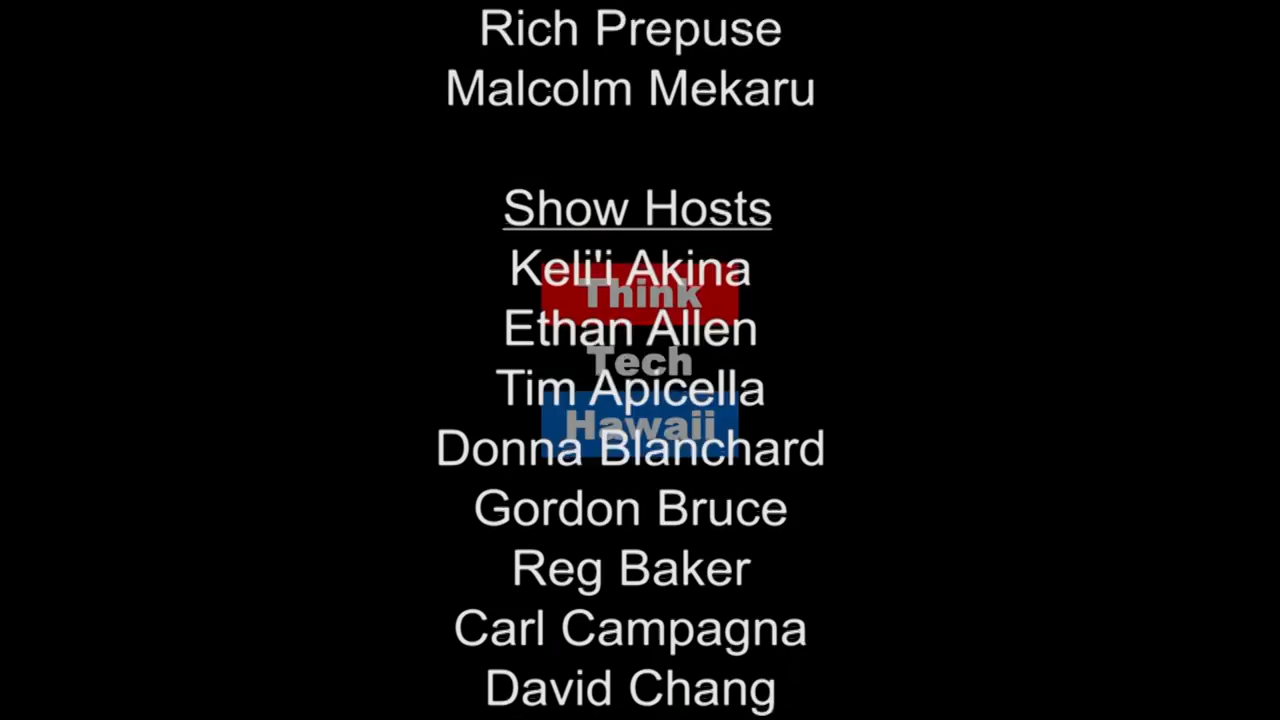 Rich Prepuse
Malcolm Mekaru
Show Hosts
Keli'i Akina
Think
Ethan Allen
Tech
Tim Apicella
Hawaii
Donna Blanchard
Gordon Bruce
Reg Baker
Carl Campagna
David Chang